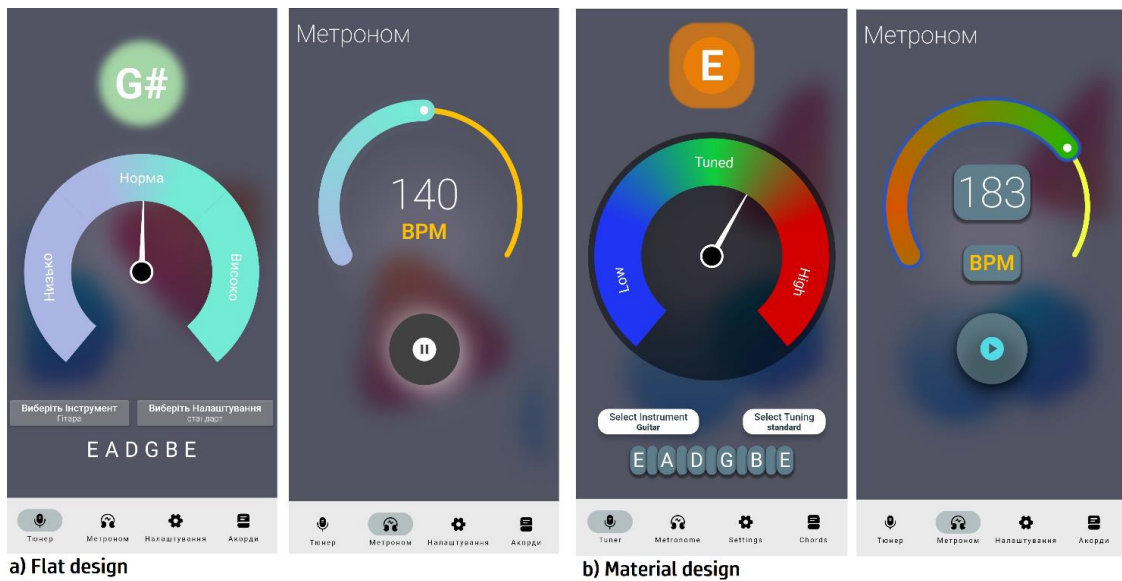 G#
Норма
Низько
Високо
Виберіть Інструмент
Гітара
Виберіть Налаштування
стандарт
E A D G B E
Тюнер
Метроном
Налаштування
Акорди
Метроном
140
BPM
Тюнер
Метроном
Налаштування
Акорди
a) Flat design
E
Tuned
Low
High
Select Instrument
Guitar
Select Tuning
standard
E A D G B E
Tuner
Metronome
Settings
Chords
Метроном
183
BPM
Тюнер
Метроном
Налаштування
Акорди
b) Material design